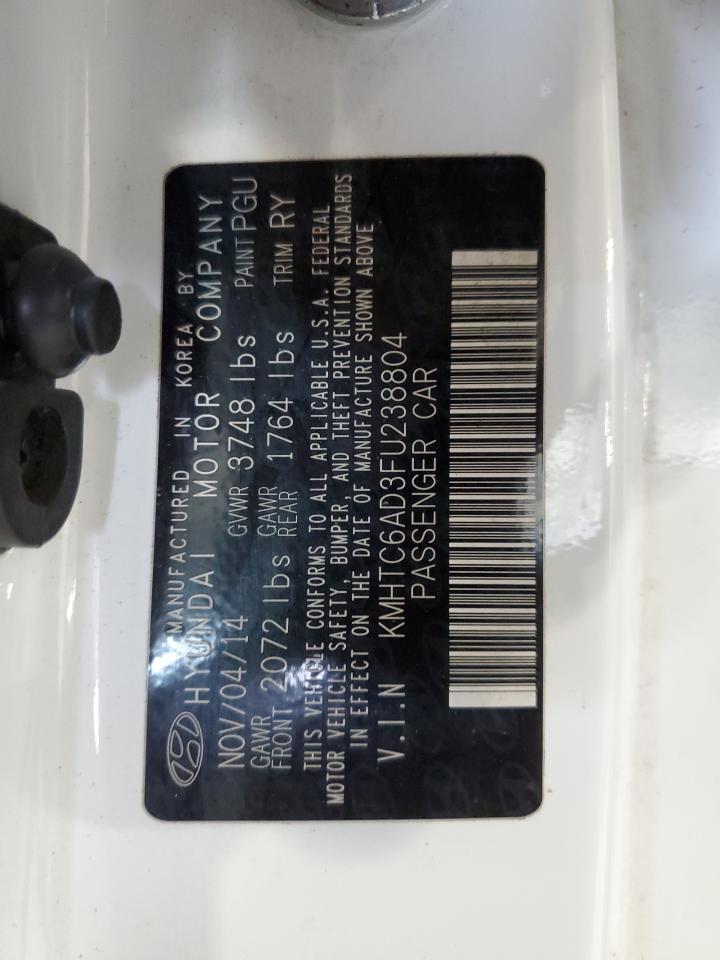 MANUFACTURED IN KOREA BY
HYUNDAI MOTOR COMPANY
NOV/04/14 GVWR 3748 lbs PAINT PGU
GAWR FRONT 2072 lbs GAWR REAR 1764 lbs TRIM RY
THIS VEHICLE CONFORMS TO ALL APPLICABLE U.S.A. FEDERAL
MOTOR VEHICLE SAFETY, BUMPER, AND THEFT PREVENTION STANDARDS
IN EFFECT ON THE DATE OF MANUFACTURE SHOWN ABOVE
V.I.N KMHTC6AD3FU238804
PASSENGER CAR